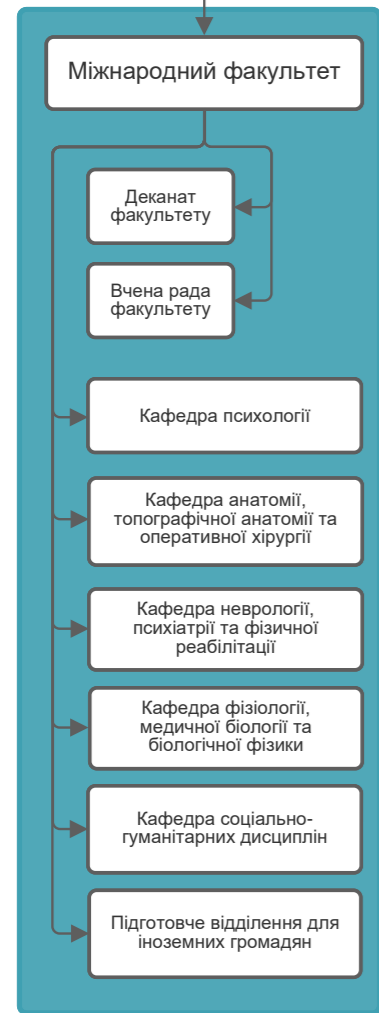 Міжнародний факультет
Деканат
факультету
Вчена рада
факультету
Кафедра психології
Кафедра анатомії,
топографічної анатомії та
оперативної хірургії
Кафедра неврології,
психіатрії та фізичної
реабілітації
Кафедра фізіології,
медичної біології та
біологічної фізики
Кафедра соціально-
гуманітарних дисциплін
Підготовче відділення для
іноземних громадян